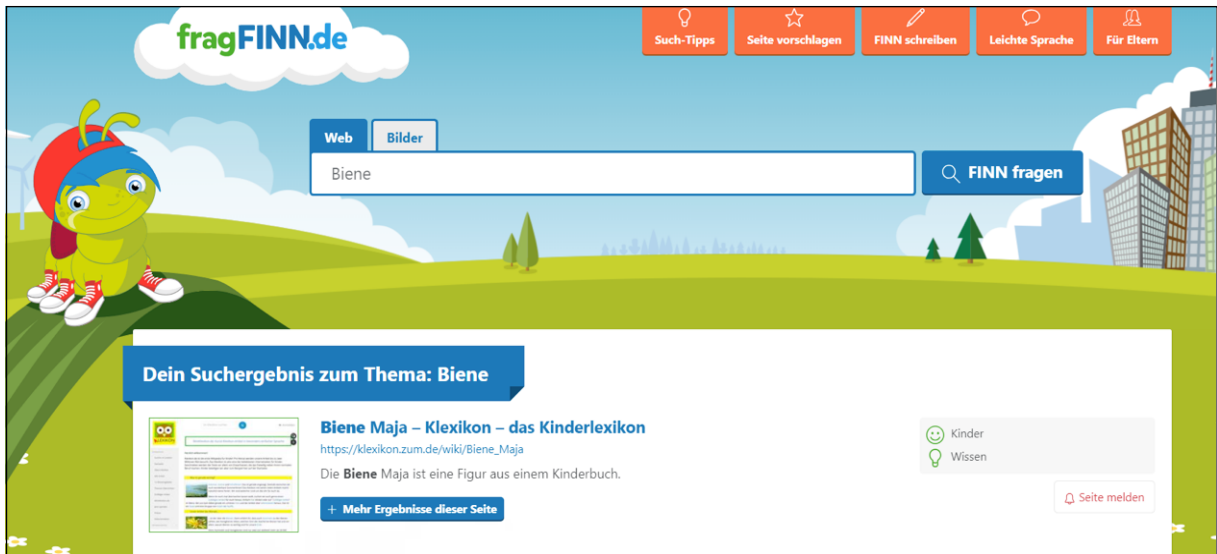 fragFINN.de
Such-Tipps
Seite vorschlagen
FINN schreiben
Leichte Sprache
Für Eltern
Web
Bilder
Biene
FINN fragen
Dein Suchergebnis zum Thema: Biene
Biene Maja – Klexikon – das Kinderlexikon
https://klexikon.zum.de/wiki/Biene_Maja
Die Biene Maja ist eine Figur aus einem Kinderbuch.
+ Mehr Ergebnisse dieser Seite
Kinder
Wissen
Seite melden